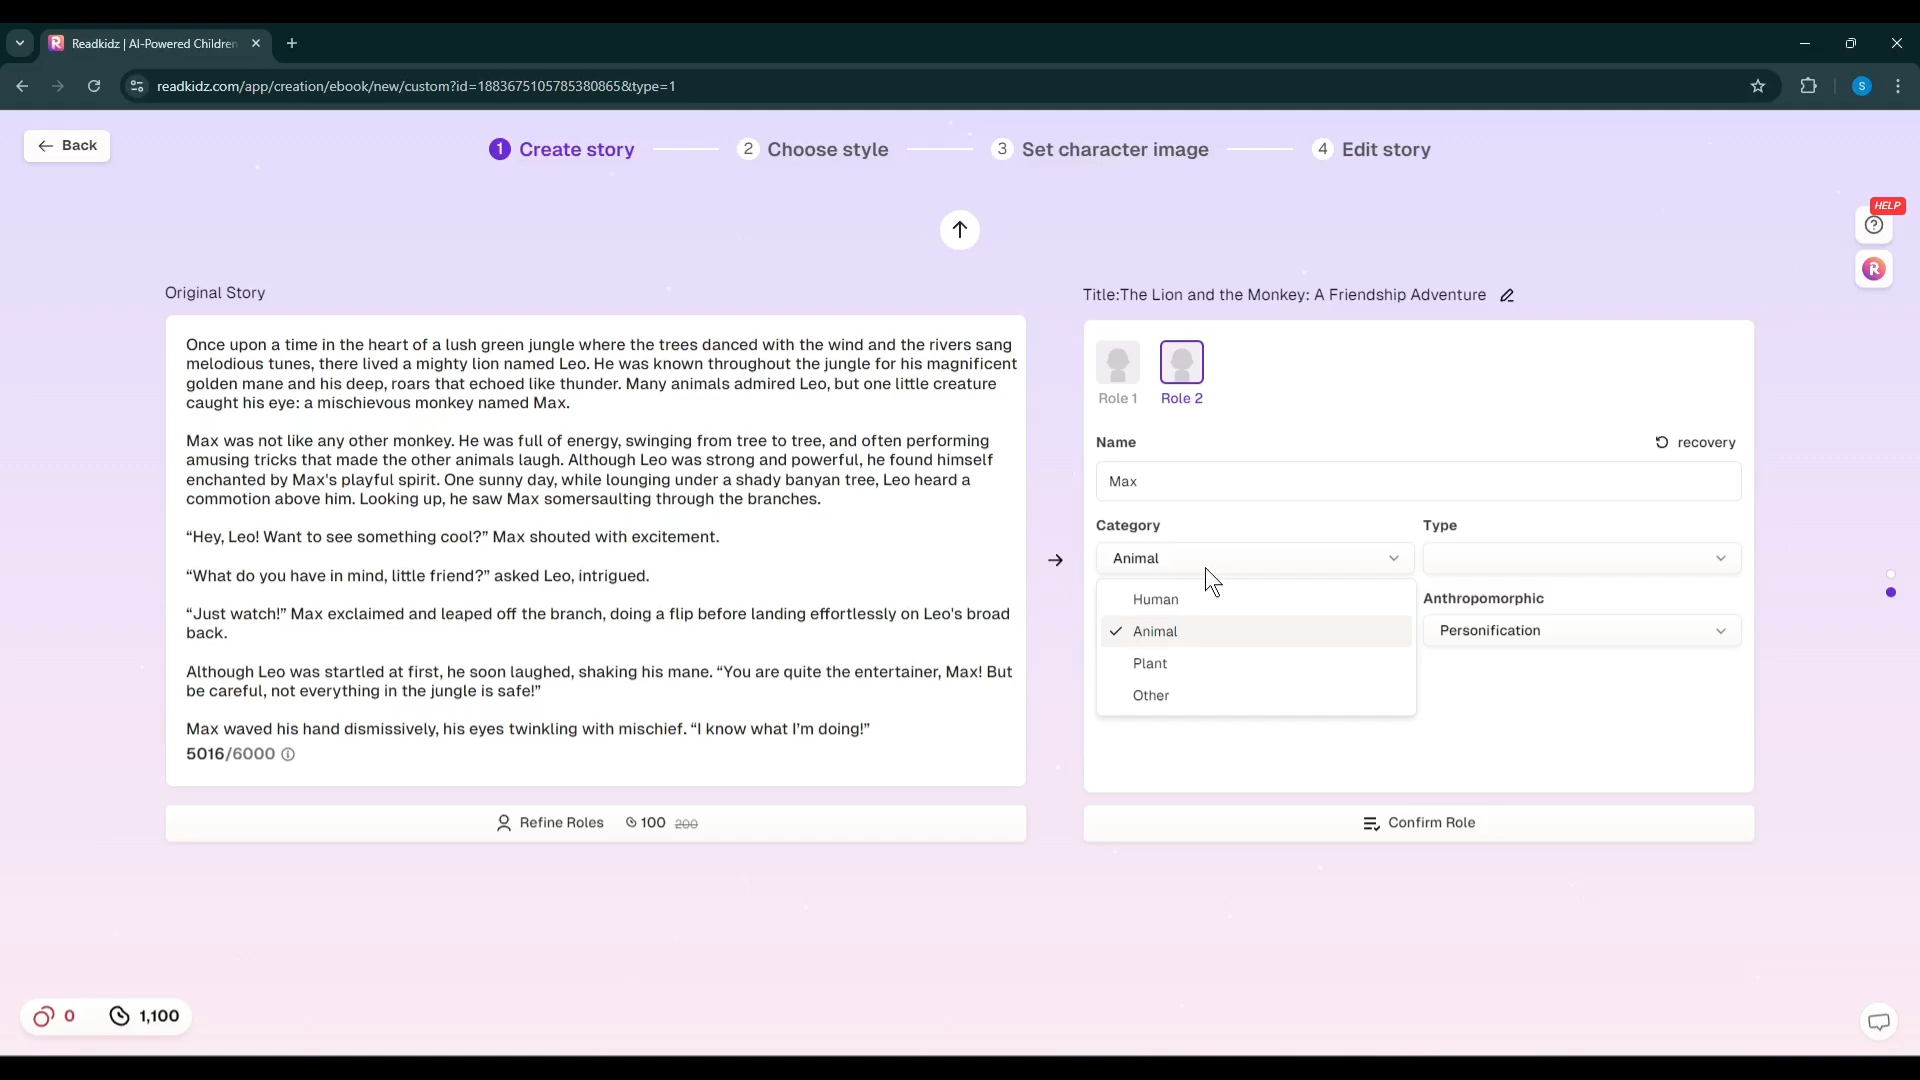 Readkidz | AI-Powered Children
readkidz.com/app/creation/ebook/new/custom?id=1883675105785380865&type=1
S
Back
1 Create story
2 Choose style
3 Set character image
4 Edit story
HELP
R
Original Story
Title:The Lion and the Monkey: A Friendship Adventure
Once upon a time in the heart of a lush green jungle where the trees danced with the wind and the rivers sang
melodious tunes, there lived a mighty lion named Leo. He was known throughout the jungle for his magnificent
golden mane and his deep, roars that echoed like thunder. Many animals admired Leo, but one little creature
caught his eye: a mischievous monkey named Max.
Max was not like any other monkey. He was full of energy, swinging from tree to tree, and often performing
amusing tricks that made the other animals laugh. Although Leo was strong and powerful, he found himself
enchanted by Max's playful spirit. One sunny day, while lounging under a shady banyan tree, Leo heard a
commotion above him. Looking up, he saw Max somersaulting through the branches.
“Hey, Leo! Want to see something cool?” Max shouted with excitement.
“What do you have in mind, little friend?” asked Leo, intrigued.
“Just watch!” Max exclaimed and leaped off the branch, doing a flip before landing effortlessly on Leo's broad
back.
Although Leo was startled at first, he soon laughed, shaking his mane. “You are quite the entertainer, Max! But
be careful, not everything in the jungle is safe!”
Max waved his hand dismissively, his eyes twinkling with mischief. “I know what I’m doing!”
5016/6000
Refine Roles 100 200
Role 1
Role 2
Name
recovery
Max
Category
Type
Animal
Human
Animal
Plant
Other
Anthropomorphic
Personification
Confirm Role
0
1,100